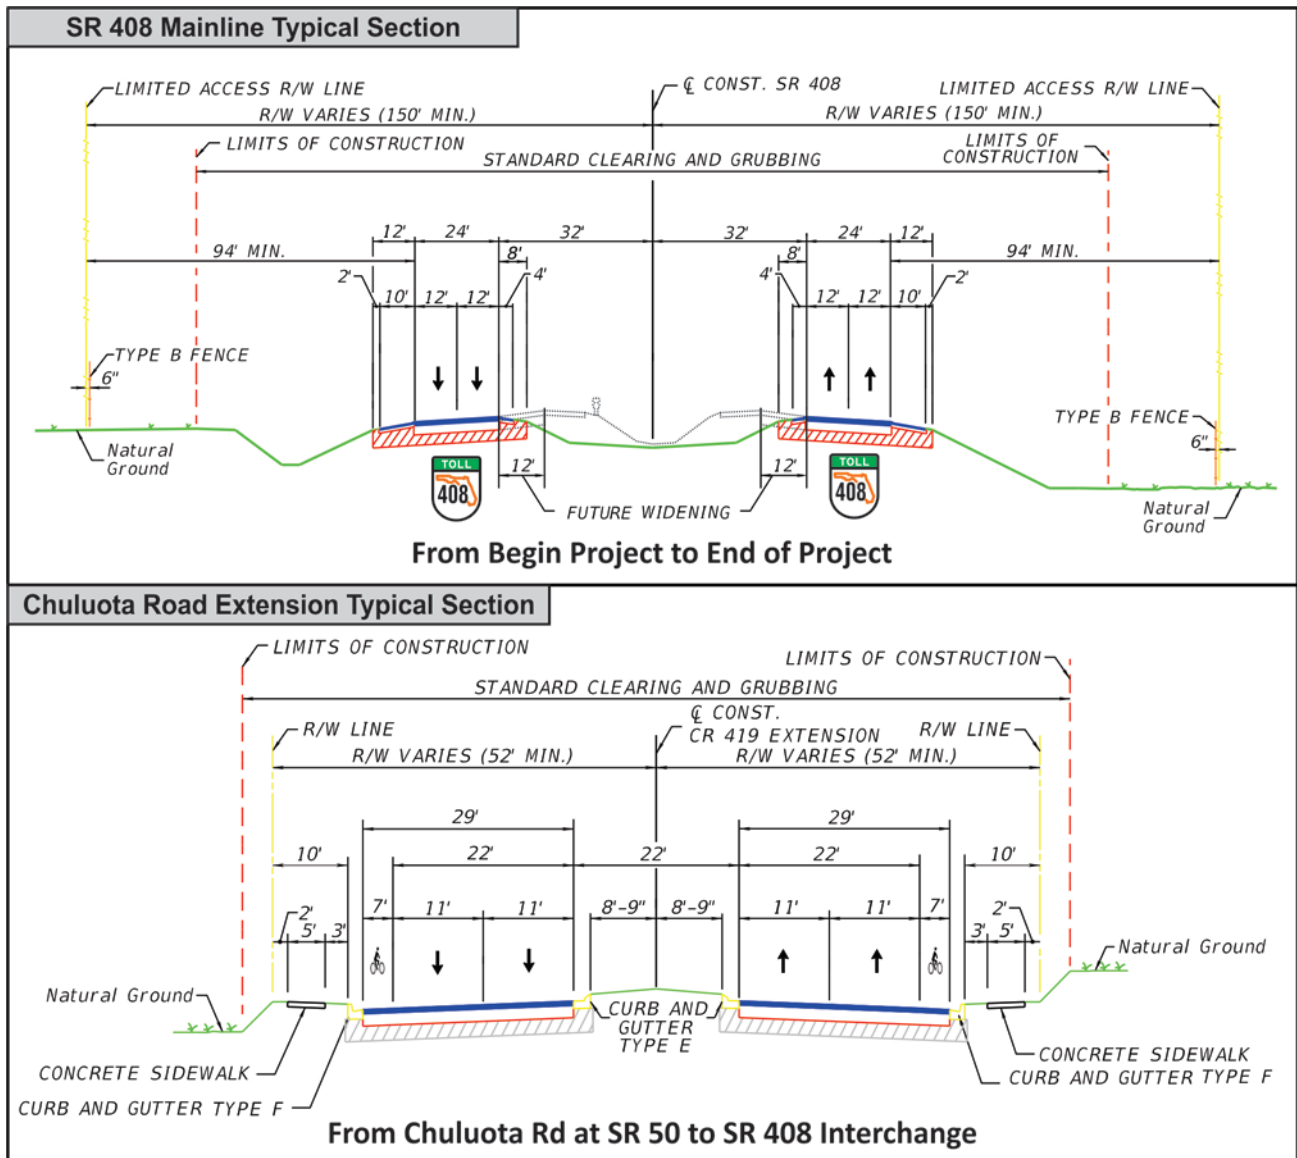 SR 408 Mainline Typical Section
LIMITED ACCESS R/W LINE
℄ CONST. SR 408
LIMITED ACCESS R/W LINE
R/W VARIES (150' MIN.)
R/W VARIES (150' MIN.)
LIMITS OF CONSTRUCTION
LIMITS OF
CONSTRUCTION
STANDARD CLEARING AND GRUBBING
12' 24' 32' 32' 24' 12'
94' MIN. 8' 8' 94' MIN.
2' 4' 4' 2'
10' 12' 12' 12' 12' 10'
TYPE B FENCE
6"
TYPE B FENCE
6"
Natural
Ground
TOLL
408
TOLL
408
12' 12'
FUTURE WIDENING
Natural
Ground
From Begin Project to End of Project
Chuluota Road Extension Typical Section
LIMITS OF CONSTRUCTION
LIMITS OF CONSTRUCTION
STANDARD CLEARING AND GRUBBING
℄ CONST.
CR 419 EXTENSION
R/W LINE
R/W LINE
R/W VARIES (52' MIN.)
R/W VARIES (52' MIN.)
29' 29'
10' 22' 22' 22' 10'
7' 11' 11' 8'-9" 8'-9" 11' 11' 7'
2' 2'
5' 3' 3' 5'
Natural Ground
Natural Ground
CURB AND
GUTTER
TYPE E
CONCRETE SIDEWALK
CONCRETE SIDEWALK
CURB AND GUTTER TYPE F
CURB AND GUTTER TYPE F
From Chuluota Rd at SR 50 to SR 408 Interchange